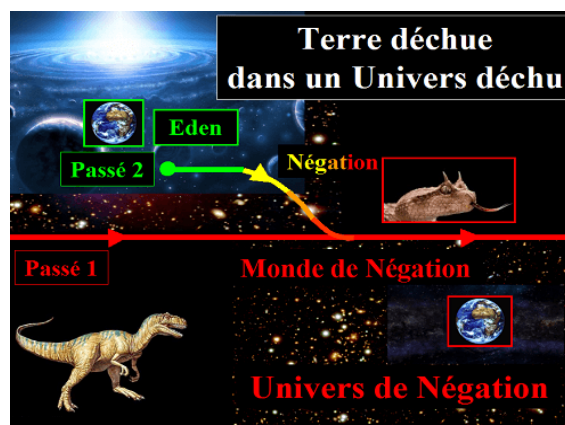 Terre déchue
dans un Univers déchu
Eden
Négation
Passé 2
Passé 1
Monde de Négation
Univers de Négation